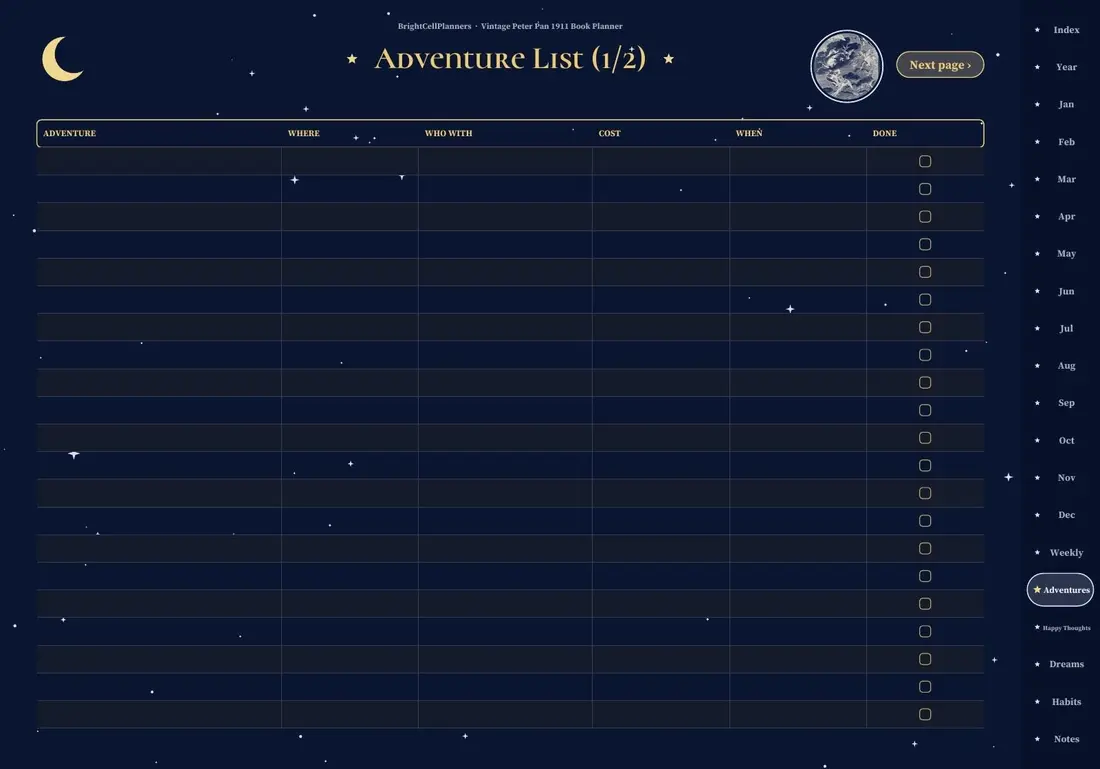 BrightCellPlanners · Vintage Peter Pan 1911 Book Planner
Adventure List (1/2)
Next page ›
ADVENTURE WHERE WHO WITH COST WHEN DONE
Index
Year
Jan
Feb
Mar
Apr
May
Jun
Jul
Aug
Sep
Oct
Nov
Dec
Weekly
Adventures
Happy Thoughts
Dreams
Habits
Notes